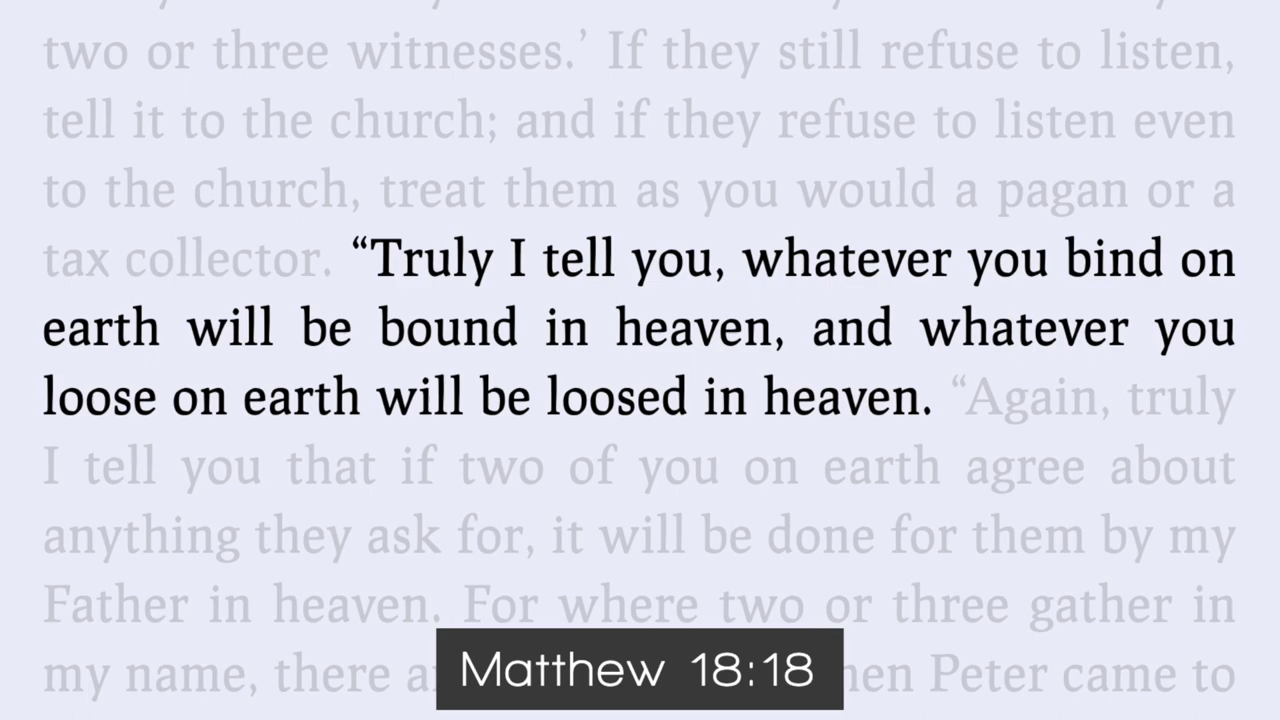 two or three witnesses.’ If they still refuse to listen,
tell it to the church; and if they refuse to listen even
to the church, treat them as you would a pagan or a
tax collector. “Truly I tell you, whatever you bind on
earth will be bound in heaven, and whatever you
loose on earth will be loosed in heaven. “Again, truly
I tell you that if two of you on earth agree about
anything they ask for, it will be done for them by my
Father in heaven. For where two or three gather in
my name, there Peter came to
Matthew 18:18